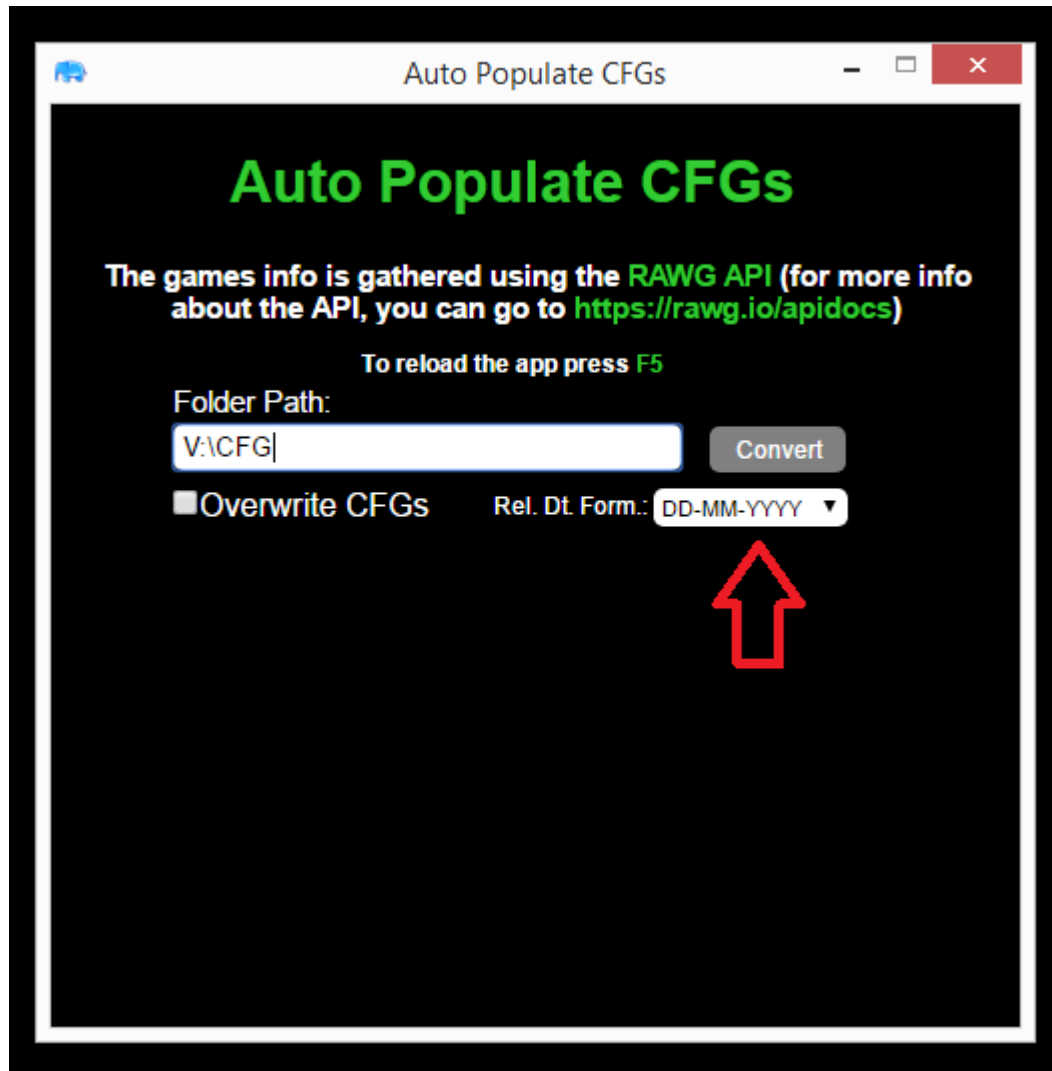 Auto Populate CFGs
Auto Populate CFGs
The games info is gathered using the RAWG API (for more info
about the API, you can go to https://rawg.io/apidocs)
To reload the app press F5
Folder Path:
V:\CFG
Convert
Overwrite CFGs
Rel. Dt. Form.: DD-MM-YYYY